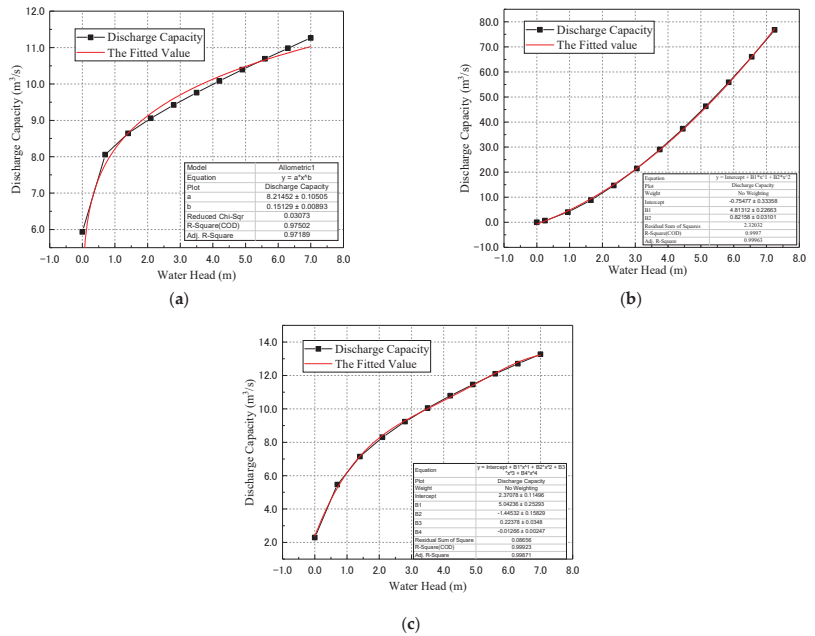 Discharge Capacity
The Fitted Value
Discharge Capacity (m³/s)
11.0
10.0
9.0
8.0
7.0
6.0
Model Allometric1
Equation y = a*x^b
Plot Discharge Capacity
a 8.21452 ± 0.10505
b 0.15129 ± 0.00893
Reduced Chi-Sqr 0.03073
R-Square(COD) 0.97502
Adj. R-Square 0.97189
−1.0 0.0 1.0 2.0 3.0 4.0 5.0 6.0 7.0 8.0
Water Head (m)
(a)
Discharge Capacity
The Fitted value
Discharge Capacity (m³/s)
80.0
70.0
60.0
50.0
40.0
30.0
20.0
10.0
0.0
−10.0
Equation y = Intercept + B1*x^1 + B2*x^2
Plot Discharge Capacity
Weight No Weighting
Intercept -0.75477 ± 0.33358
B1 4.81312 ± 0.22663
B2 0.82158 ± 0.03101
Residual Sum of Squares 2.32032
R-Square(COD) 0.9997
Adj. R-Square 0.99963
−1.0 0.0 1.0 2.0 3.0 4.0 5.0 6.0 7.0 8.0
Water Head (m)
(b)
Discharge Capacity
The Fitted Value
Discharge Capacity (m³/s)
14.0
12.0
10.0
8.0
6.0
4.0
2.0
Equation y = Intercept + B1*x^1 + B2*x^2 + B3
*x^3 + B4*x^4
Plot Discharge Capacity
Weight No Weighting
Intercept 2.37078 ± 0.11496
B1 5.04236 ± 0.25293
B2 -1.44532 ± 0.15829
B3 0.22378 ± 0.0348
B4 -0.01266 ± 0.00247
Residual Sum of Square 0.08656
R-Square(COD) 0.99923
Adj. R-Square 0.99871
−1.0 0.0 1.0 2.0 3.0 4.0 5.0 6.0 7.0 8.0
Water Head (m)
(c)